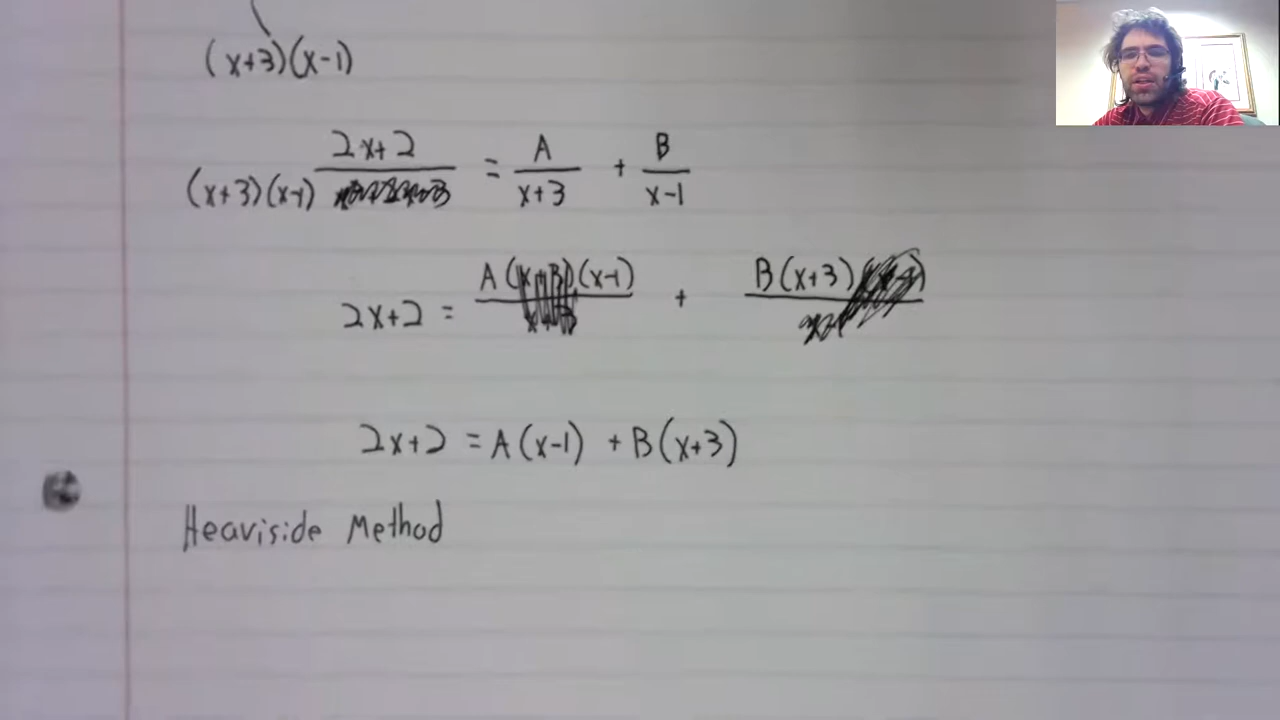 (x+3)(x-1)
(x+3)(x-1) 2x+2 = A/x+3 + B/x-1
2x+2 = A (x-1) + B(x+3)
2x+2 = A(x-1) + B(x+3)
Heaviside Method